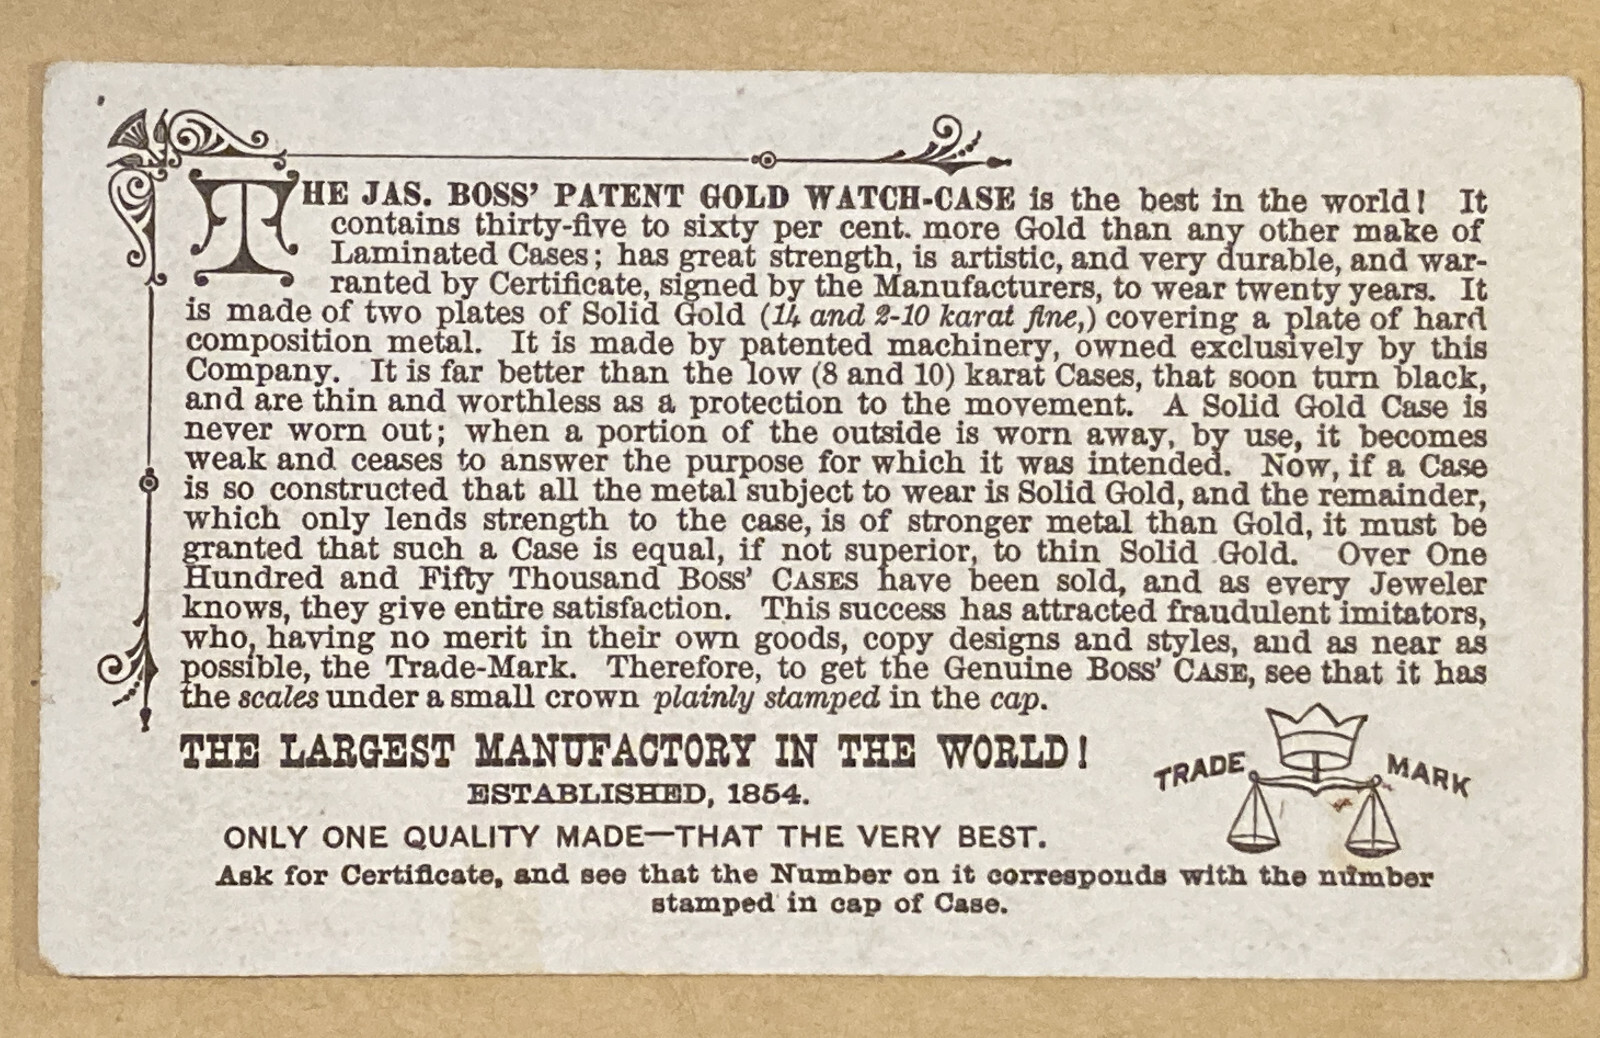 THE JAS. BOSS' PATENT GOLD WATCH-CASE is the best in the world! It
contains thirty-five to sixty per cent. more Gold than any other make of
Laminated Cases; has great strength, is artistic, and very durable, and war-
ranted by Certificate, signed by the Manufacturers, to wear twenty years. It
is made of two plates of Solid Gold (14 and 2-10 karat fine,) covering a plate of hard
composition metal. It is made by patented machinery, owned exclusively by this
Company. It is far better than the low (8 and 10) karat Cases, that soon turn black,
and are thin and worthless as a protection to the movement. A Solid Gold Case is
never worn out; when a portion of the outside is worn away, by use, it becomes
weak and ceases to answer the purpose for which it was intended. Now, if a Case
is so constructed that all the metal subject to wear is Solid Gold, and the remainder,
which only lends strength to the case, is of stronger metal than Gold, it must be
granted that such a Case is equal, if not superior, to thin Solid Gold. Over One
Hundred and Fifty Thousand Boss' CASES have been sold, and as every Jeweler
knows, they give entire satisfaction. This success has attracted fraudulent imitators,
who, having no merit in their own goods, copy designs and styles, and as near as
possible, the Trade-Mark. Therefore, to get the Genuine Boss' CASE, see that it has
the scales under a small crown plainly stamped in the cap.
THE LARGEST MANUFACTORY IN THE WORLD!
ESTABLISHED, 1854.
TRADE MARK
ONLY ONE QUALITY MADE—THAT THE VERY BEST.
Ask for Certificate, and see that the Number on it corresponds with the number
stamped in cap of Case.